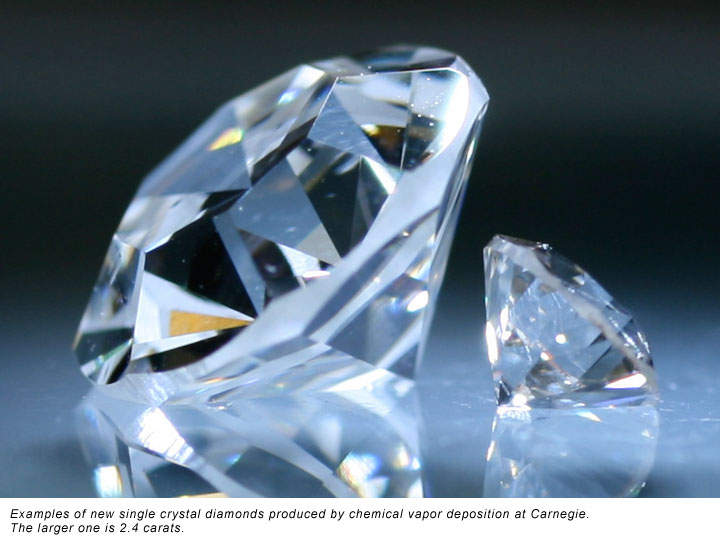 Examples of new single crystal diamonds produced by chemical vapor deposition at Carnegie.
The larger one is 2.4 carats.